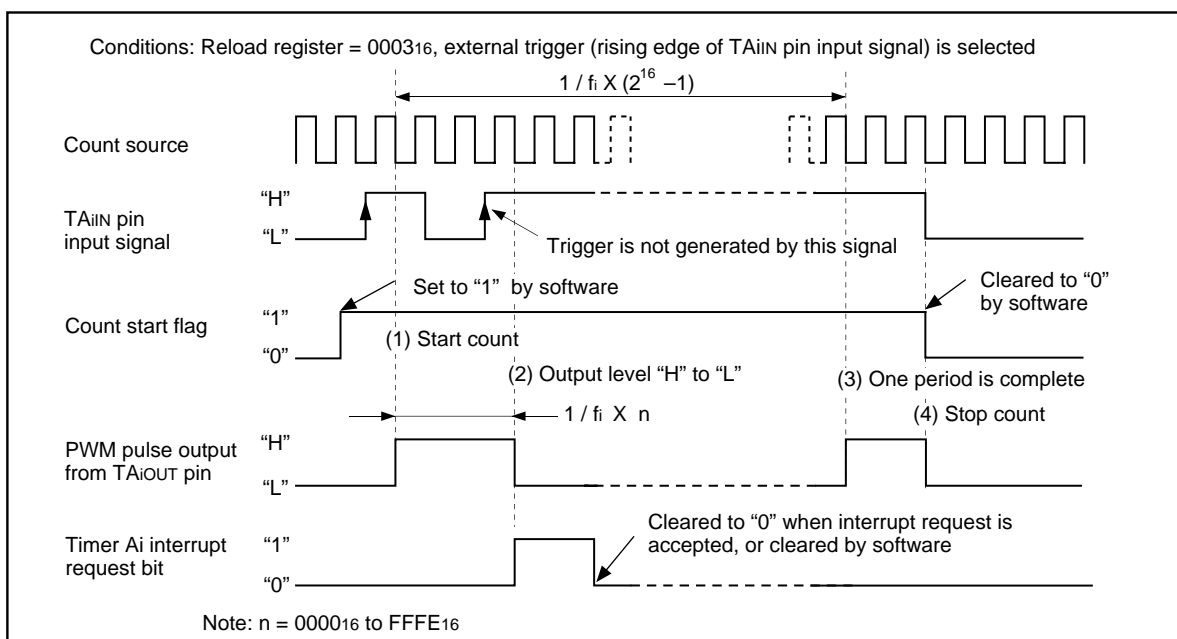 Conditions: Reload register = 000316, external trigger (rising edge of TAiIN pin input signal) is selected
1 / fi X (2^16 –1)
Count source
TAiIN pin
input signal
“H”
“L”
Trigger is not generated by this signal
Count start flag
“1”
“0”
Set to “1” by software
Cleared to “0”
by software
(1) Start count
(2) Output level “H” to “L”
(3) One period is complete
(4) Stop count
1 / fi X n
PWM pulse output
from TAiOUT pin
“H”
“L”
Timer Ai interrupt
request bit
“1”
“0”
Cleared to “0” when interrupt request is
accepted, or cleared by software
Note: n = 000016 to FFFE16